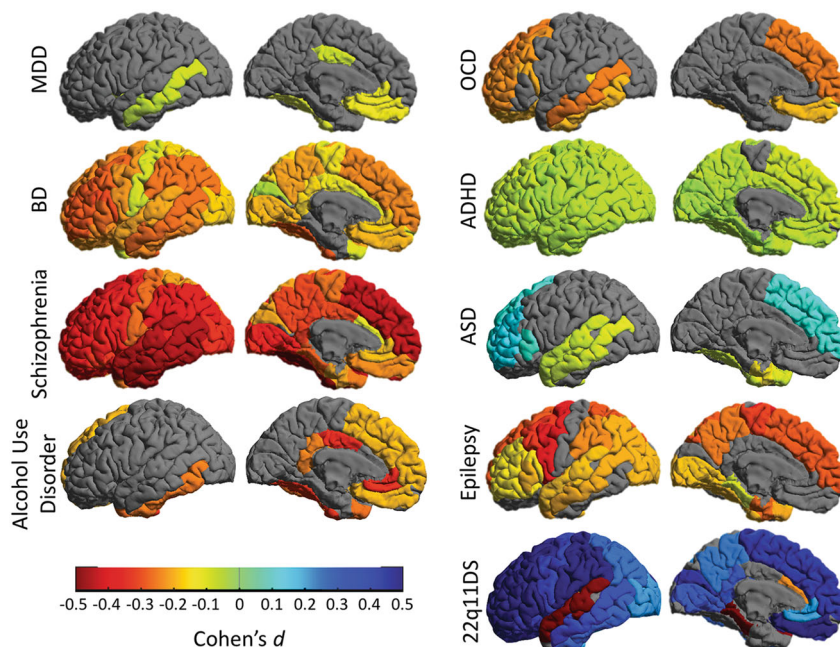 MDD
BD
Schizophrenia
Alcohol Use
Disorder
OCD
ADHD
ASD
Epilepsy
22q11DS
-0.5 -0.4 -0.3 -0.2 -0.1 0 0.1 0.2 0.3 0.4 0.5
Cohen's d